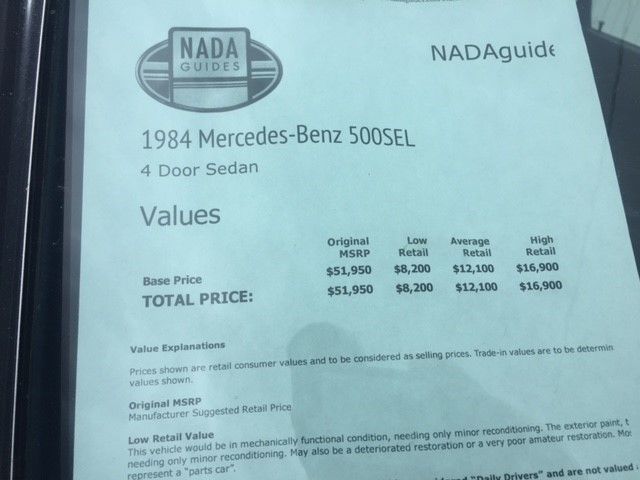 NADA
GUIDES
NADAguide
1984 Mercedes-Benz 500SEL
4 Door Sedan
Values
Original MSRP Low Retail Average Retail High Retail
Base Price $51,950 $8,200 $12,100 $16,900
TOTAL PRICE: $51,950 $8,200 $12,100 $16,900
Value Explanations
Prices shown are retail consumer values and to be considered as selling prices. Trade-in values are to be determin
values shown.
Original MSRP
Manufacturer Suggested Retail Price
Low Retail Value
This vehicle would be in mechanically functional condition, needing only minor reconditioning. The exterior paint, t
needing only minor reconditioning. May also be a deteriorated restoration or a very poor amateur restoration. Mos
represent a "parts car".
"Daily Drivers" and are not valued